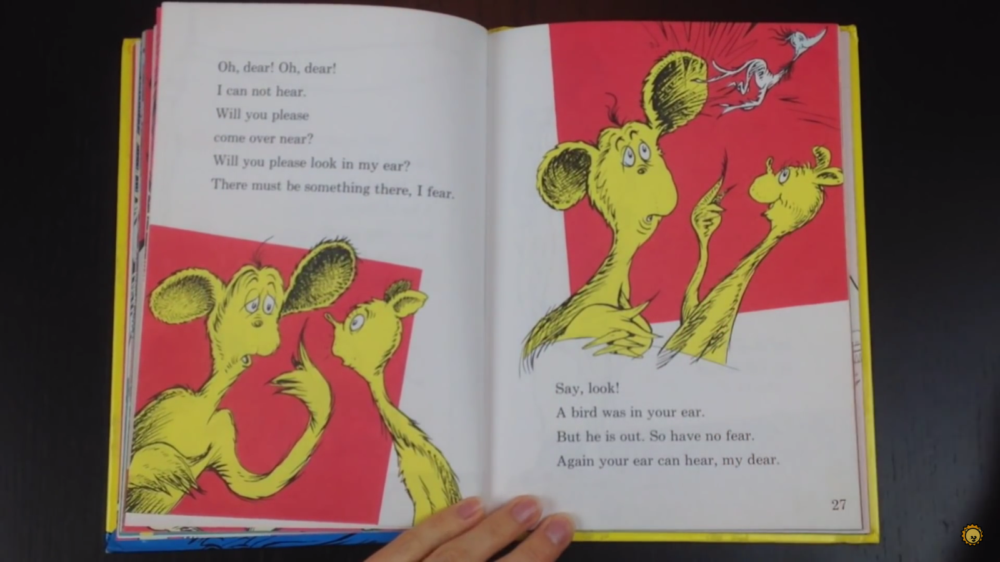 Oh, dear! Oh, dear!
I can not hear.
Will you please
come over near?
Will you please look in my ear?
There must be something there, I fear.
Say, look!
A bird was in your ear.
But he is out. So have no fear.
Again your ear can hear, my dear.
27